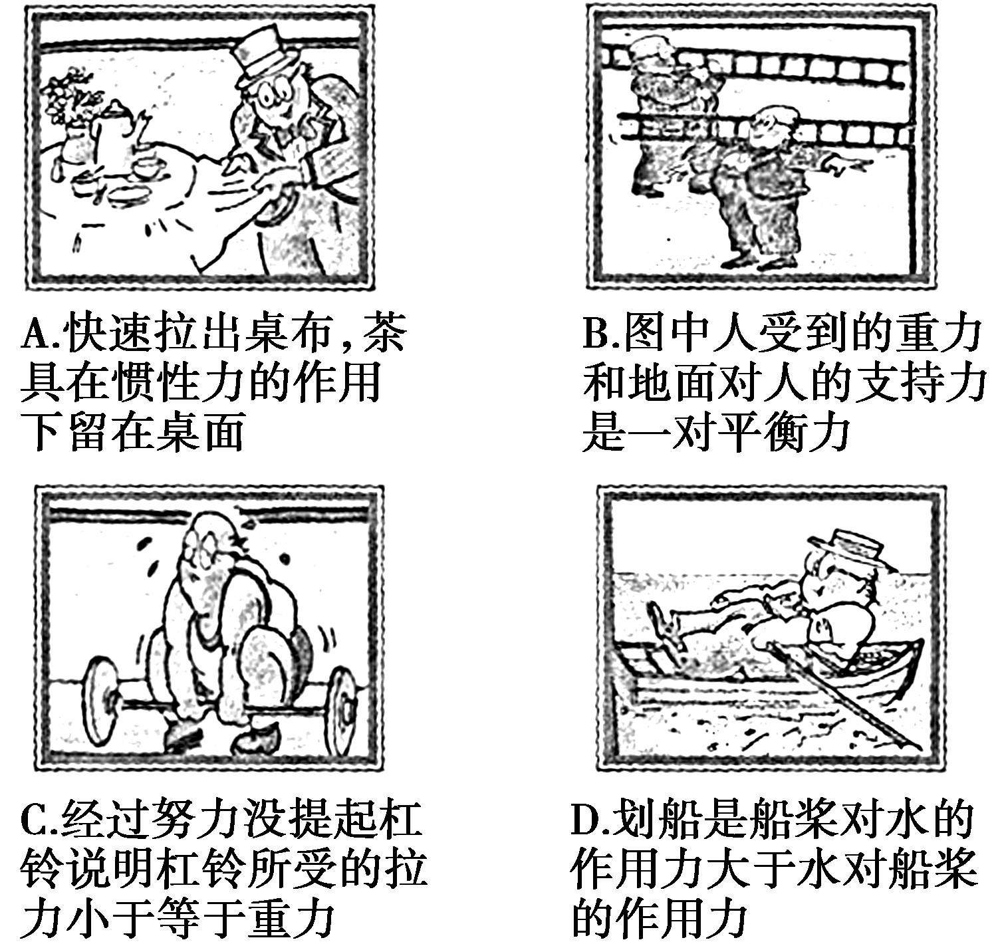 A.快速拉出桌布,茶
具在惯性力的作用
下留在桌面
B.图中人受到的重力
和地面对人的支持力
是一对平衡力
C.经过努力没提起杠
铃说明杠铃所受的拉
力小于等于重力
D.划船是船桨对水的
作用力大于水对船桨
的作用力